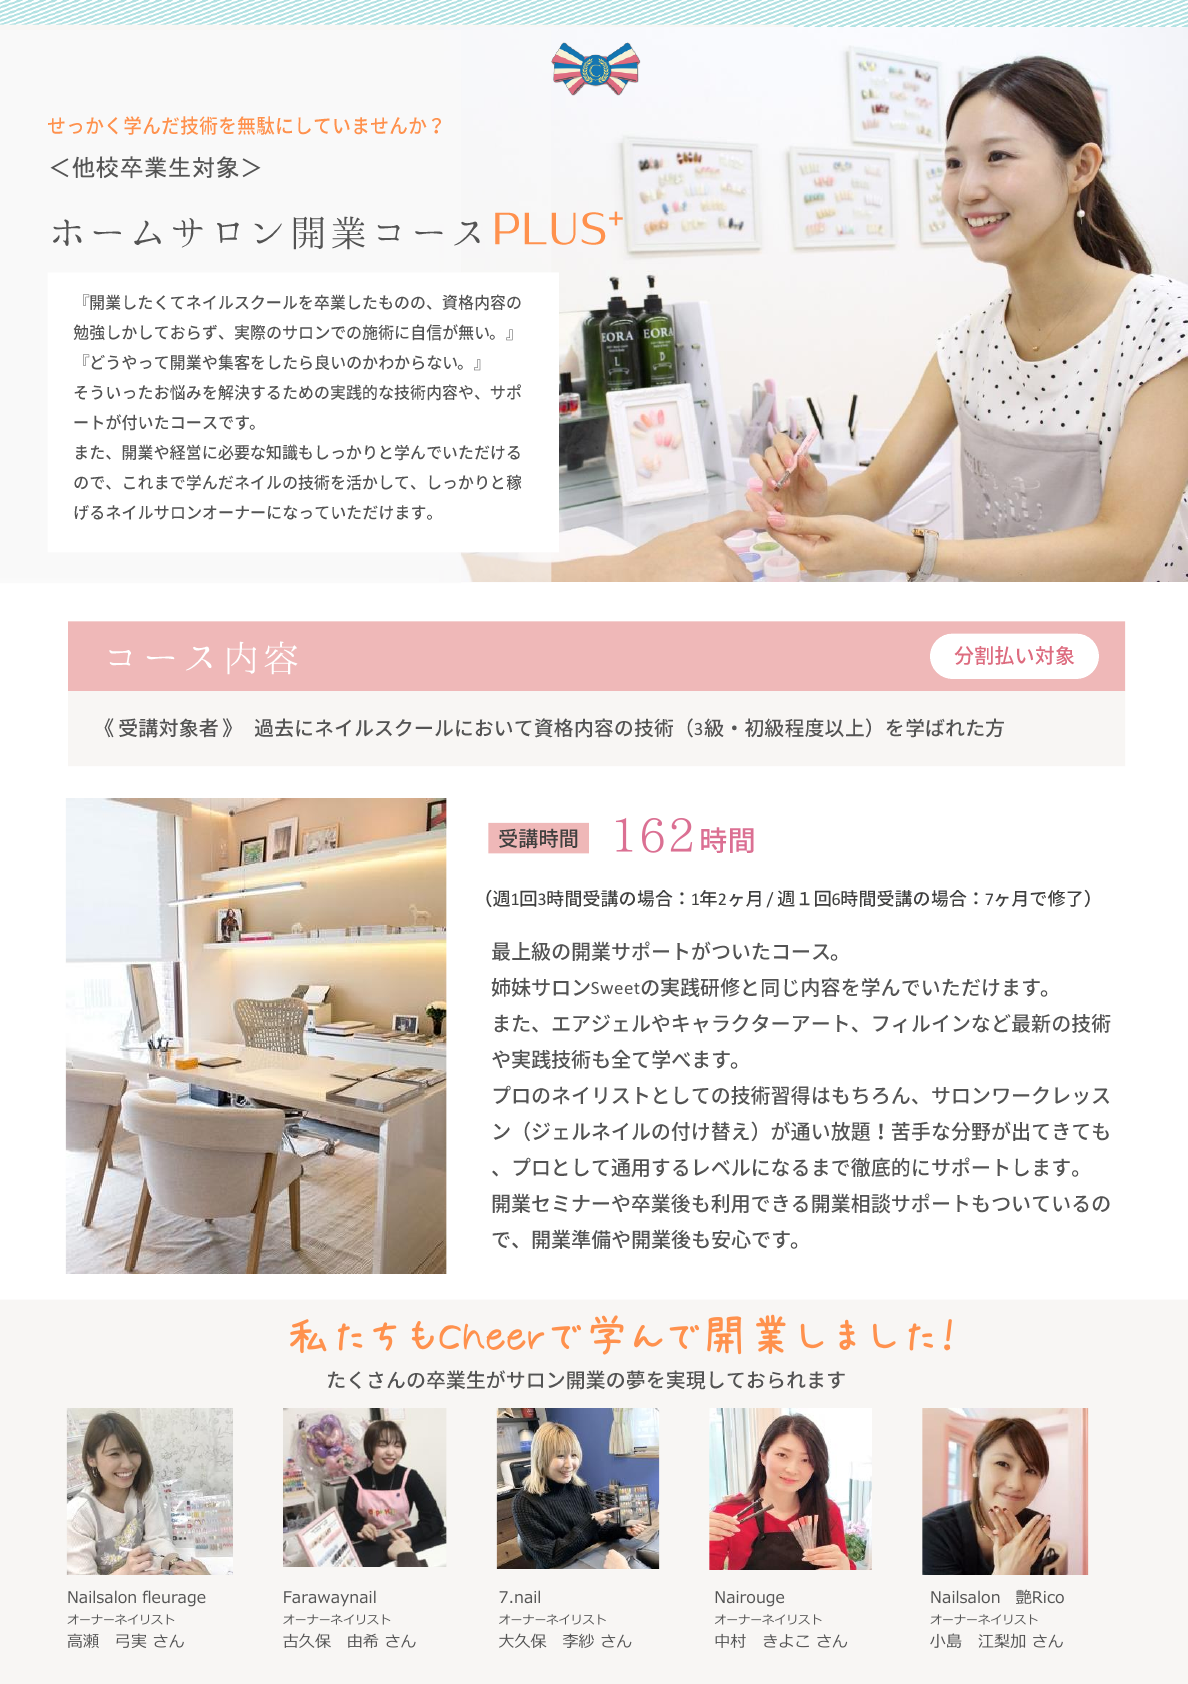 せっかく学んだ技術を無駄にしていませんか？
＜他校卒業生対象＞
ホームサロン開業コースPLUS+
『開業したくてネイルスクールを卒業したものの、資格内容の
勉強しかしておらず、実際のサロンでの施術に自信が無い。』
『どうやって開業や集客をしたら良いのかわからない。』
そういったお悩みを解決するための実践的な技術内容や、サポ
ートが付いたコースです。
また、開業や経営に必要な知識もしっかりと学んでいただける
ので、これまで学んだネイルの技術を活かして、しっかりと稼
げるネイルサロンオーナーになっていただけます。
EORA
L
EORA
D
コース内容
分割払い対象
《 受講対象者 》 過去にネイルスクールにおいて資格内容の技術（3級・初級程度以上）を学ばれた方
受講時間 162時間
（週1回3時間受講の場合：1年2ヶ月 / 週１回6時間受講の場合：7ヶ月で修了）
最上級の開業サポートがついたコース。
姉妹サロンSweetの実践研修と同じ内容を学んでいただけます。
また、エアジェルやキャラクターアート、フィルインなど最新の技術
や実践技術も全て学べます。
プロのネイリストとしての技術習得はもちろん、サロンワークレッス
ン（ジェルネイルの付け替え）が通い放題！苦手な分野が出てきても
、プロとして通用するレベルになるまで徹底的にサポートします。
開業セミナーや卒業後も利用できる開業相談サポートもついているの
で、開業準備や開業後も安心です。
私たちもCheerで学んで開業しました!
たくさんの卒業生がサロン開業の夢を実現しておられます
Nailsalon fleurage
オーナーネイリスト
高瀬　弓実 さん
Farawaynail
オーナーネイリスト
古久保　由希 さん
7.nail
オーナーネイリスト
大久保　李紗 さん
Nairouge
オーナーネイリスト
中村　きよこ さん
Nailsalon　艶Rico
オーナーネイリスト
小島　江梨加 さん